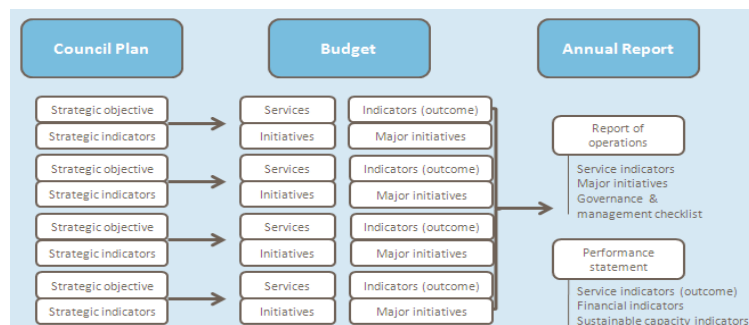 Council Plan
Budget
Annual Report
Strategic objective
Strategic indicators
Services
Initiatives
Indicators (outcome)
Major initiatives
Strategic objective
Strategic indicators
Services
Initiatives
Indicators (outcome)
Major initiatives
Strategic objective
Strategic indicators
Services
Initiatives
Indicators (outcome)
Major initiatives
Strategic objective
Strategic indicators
Services
Initiatives
Indicators (outcome)
Major initiatives
Report of
operations
Service indicators
Major initiatives
Governance &
management checklist
Performance
statement
Service indicators (outcome)
Financial indicators
Sustainable capacity indicators